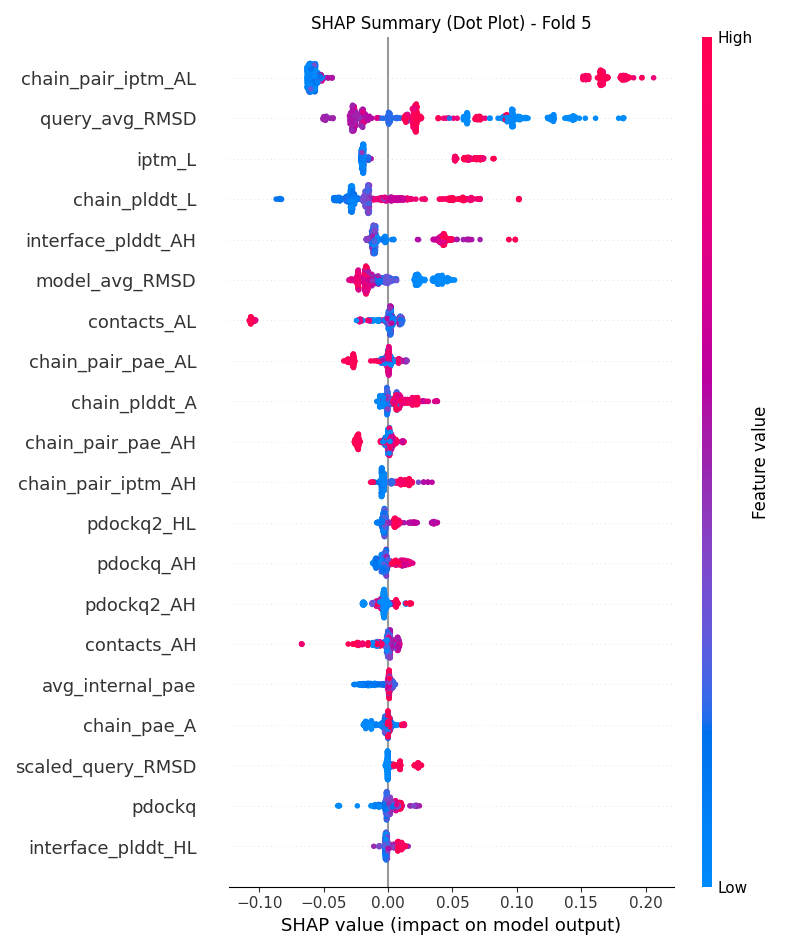 SHAP Summary (Dot Plot) - Fold 5
High
chain_pair_iptm_AL
query_avg_RMSD
iptm_L
chain_plddt_L
interface_plddt_AH
model_avg_RMSD
contacts_AL
chain_pair_pae_AL
chain_plddt_A
chain_pair_pae_AH
chain_pair_iptm_AH
pdockq2_HL
pdockq_AH
pdockq2_AH
contacts_AH
avg_internal_pae
chain_pae_A
scaled_query_RMSD
pdockq
interface_plddt_HL
Feature value
Low
−0.10 −0.05 0.00 0.05 0.10 0.15 0.20
SHAP value (impact on model output)